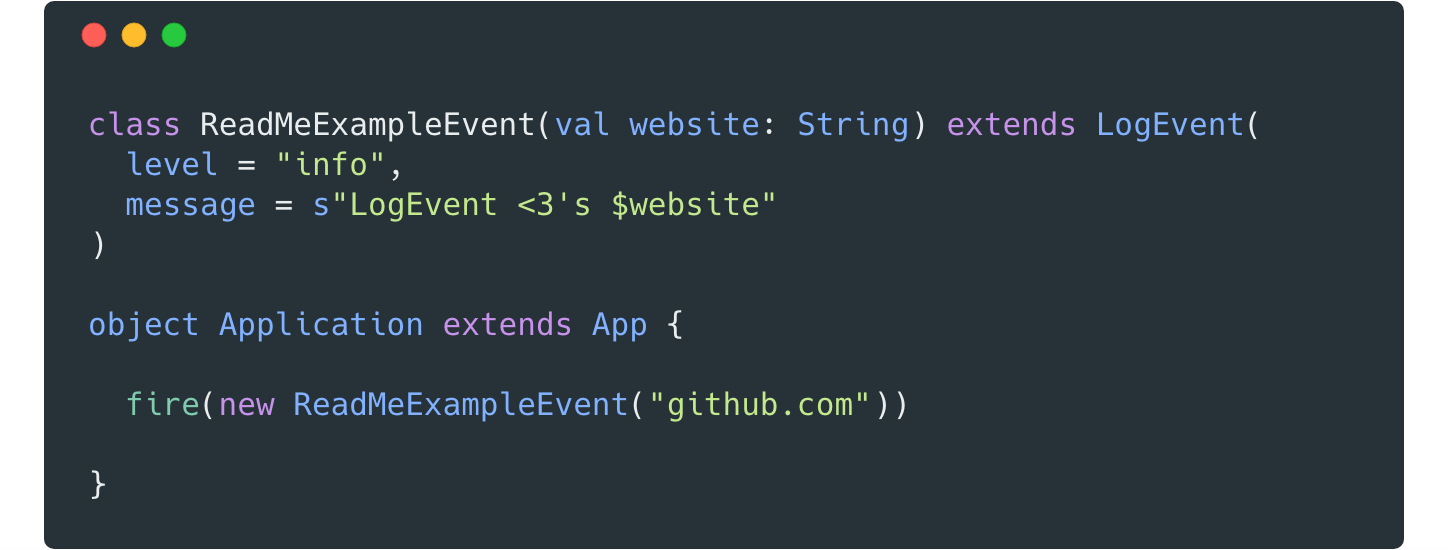 class ReadMeExampleEvent(val website: String) extends LogEvent(
  level = "info",
  message = s"LogEvent <3's $website"
)
object Application extends App {
  fire(new ReadMeExampleEvent("github.com"))
}